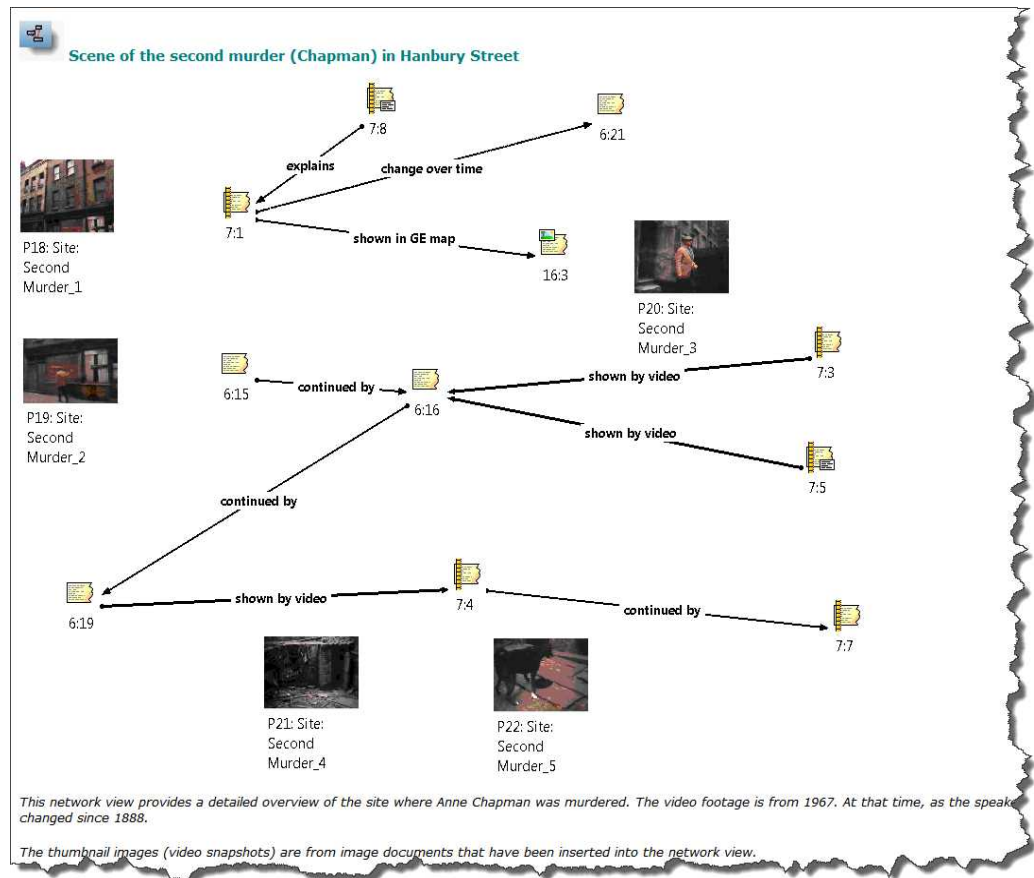 Scene of the second murder (Chapman) in Hanbury Street
7:8
6:21
explains
change over time
7:1
shown in GE map
16:3
P18: Site:
Second
Murder_1
P20: Site:
Second
Murder_3
7:3
shown by video
6:15
continued by
6:16
P19: Site:
Second
Murder_2
shown by video
7:5
continued by
6:19
shown by video
7:4
continued by
7:7
P21: Site:
Second
Murder_4
P22: Site:
Second
Murder_5
This network view provides a detailed overview of the site where Anne Chapman was murdered. The video footage is from 1967. At that time, as the speake
changed since 1888.
The thumbnail images (video snapshots) are from image documents that have been inserted into the network view.